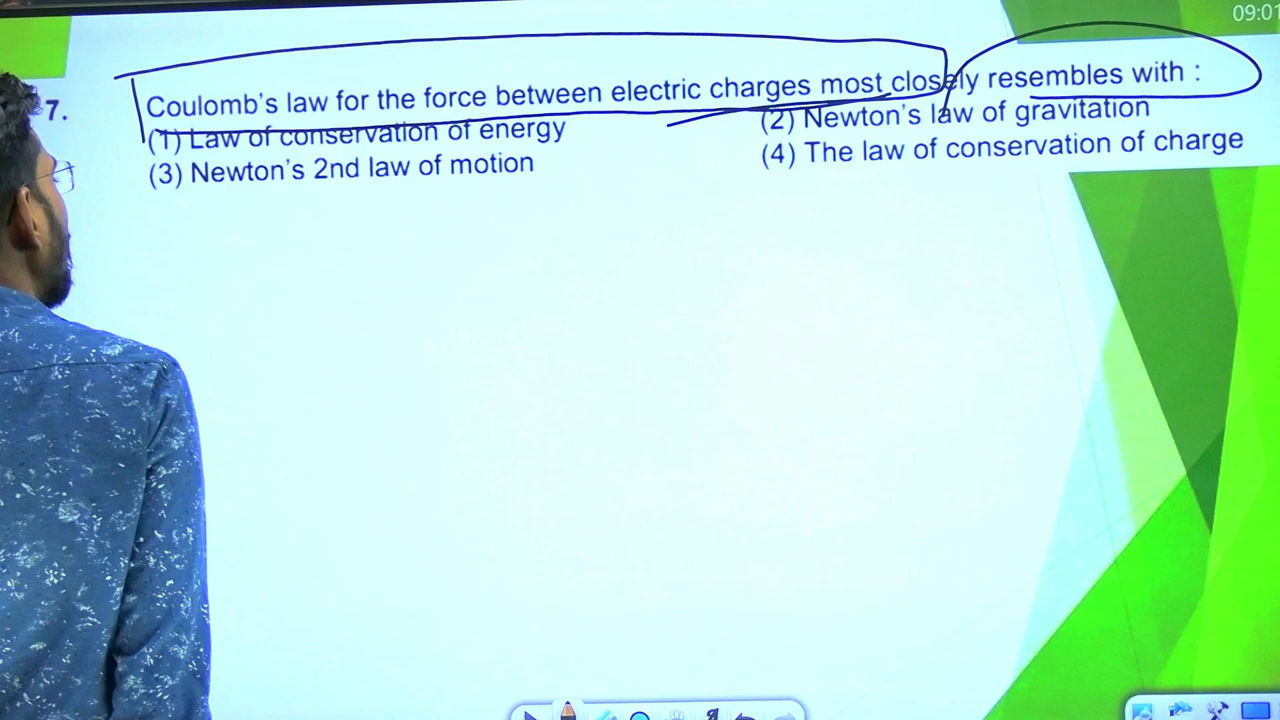 09:01
7. Coulomb's law for the force between electric charges most closely resembles with :
(1) Law of conservation of energy (2) Newton's law of gravitation
(3) Newton's 2nd law of motion (4) The law of conservation of charge